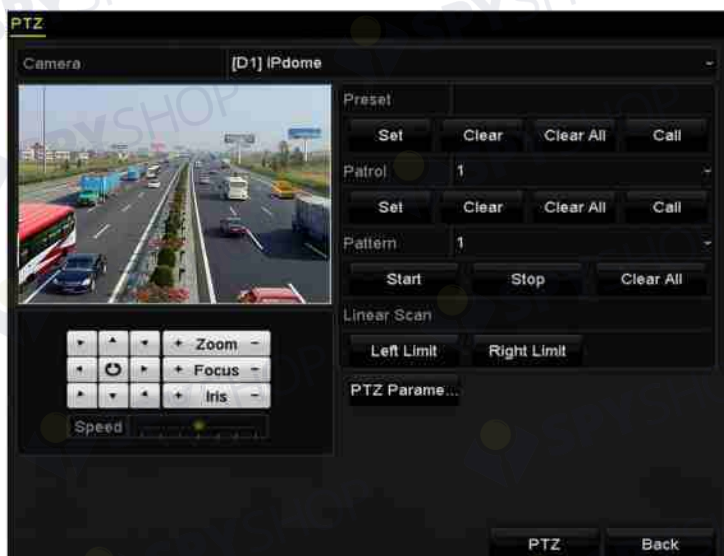 PTZ
Camera [D1] IPdome
Preset
Set Clear Clear All Call
Patrol 1
Set Clear Clear All Call
Pattern 1
Start Stop Clear All
Linear Scan
Left Limit Right Limit
PTZ Parame...
+ Zoom -
+ Focus -
+ Iris -
Speed
PTZ Back
SPYSHOP